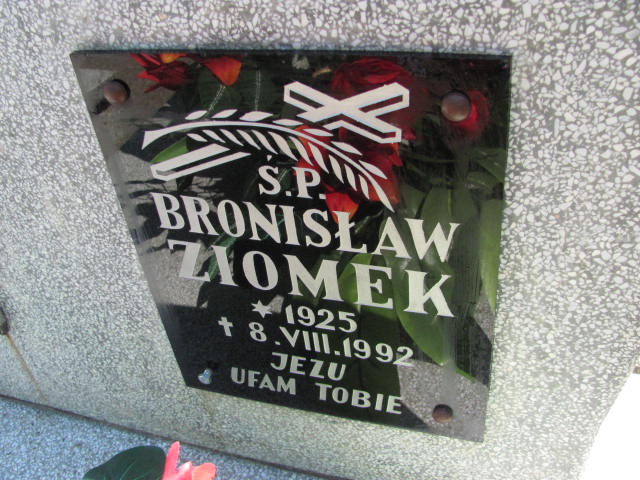 Ś.P.
BRONISŁAW
ZIOMEK
* 1925
✝ 8.VIII.1992
JEZU
UFAM TOBIE